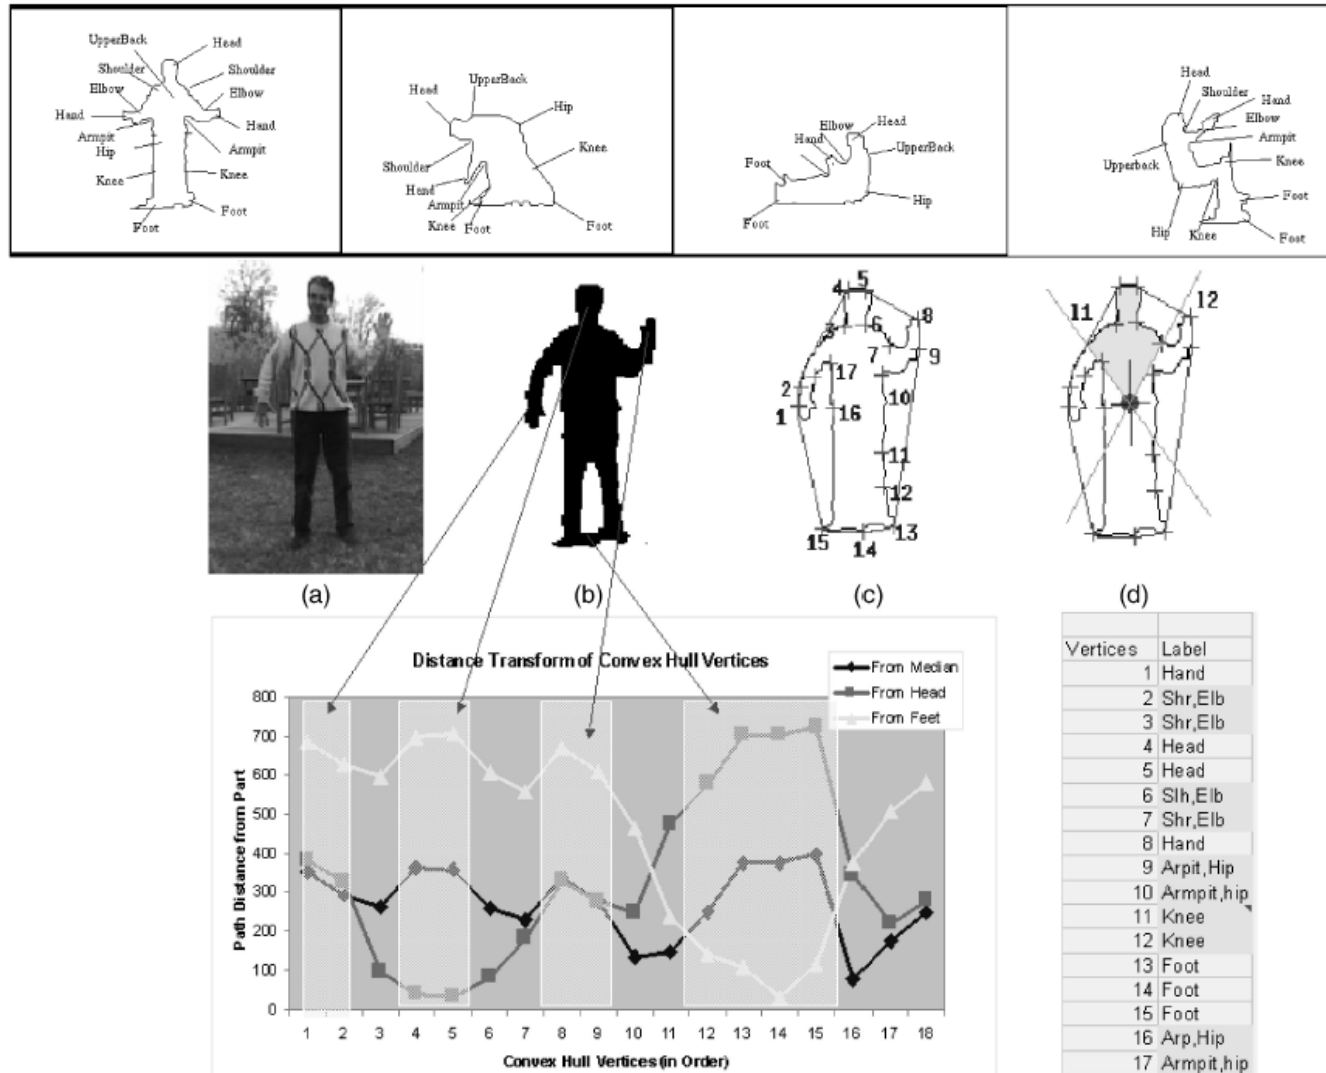 Head
UpperBack
Shoulder
Shoulder
Elbow
Elbow
Hand
Hand
Armpit
Hip
Armpit
Knee
Knee
Foot
Foot
UpperBack
Head
Hip
Knee
Shoulder
Hand
Armpit
Knee
Foot
Foot
Elbow
Head
Hand
UpperBack
Foot
Hip
Foot
Head
Shoulder
Hand
Elbow
Armpit
Upperback
Knee
Foot
Hip
Knee
Foot
4 5
3 6 8
7 9
2 17
1 16 10
11
12
15 14 13
11 12
(a) (b) (c) (d)
Distance Transform of Convex Hull Vertices
From Median
From Head
From Feet
Path Distance from Part
800
700
600
500
400
300
200
100
0
1 2 3 4 5 6 7 8 9 10 11 12 13 14 15 16 17 18
Convex Hull Vertices (in Order)
Vertices Label
1 Hand
2 Shr,Elb
3 Shr,Elb
4 Head
5 Head
6 Slh,Elb
7 Shr,Elb
8 Hand
9 Arpit,Hip
10 Armpit,hip
11 Knee
12 Knee
13 Foot
14 Foot
15 Foot
16 Arp,Hip
17 Armpit,hip